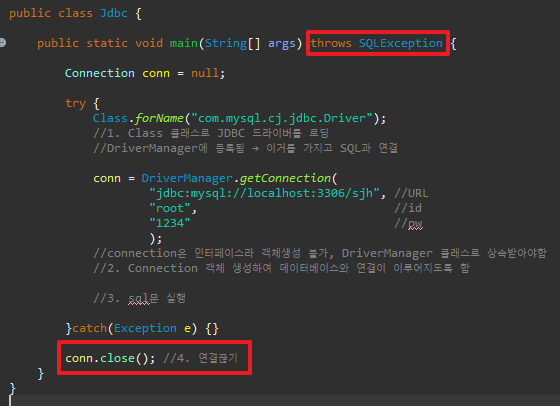 public class Jdbc {
public static void main(String[] args) throws SQLException {
Connection conn = null;
try {
Class.forName("com.mysql.cj.jdbc.Driver");
//1. Class 클래스로 JDBC 드라이버를 로딩
//DriverManager에 등록됨 → 이거를 가지고 SQL과 연결
conn = DriverManager.getConnection(
"jdbc:mysql://localhost:3306/sjh", //URL
"root", //id
"1234" //pw
);
//connection은 인터페이스라 객체생성 불가, DriverManager 클래스로 상속받아야함
//2. Connection 객체 생성하여 데이터베이스와 연결이 이루어지도록 함
//3. sql문 실행
}catch(Exception e) {}
conn.close(); //4. 연결끊기
}
}